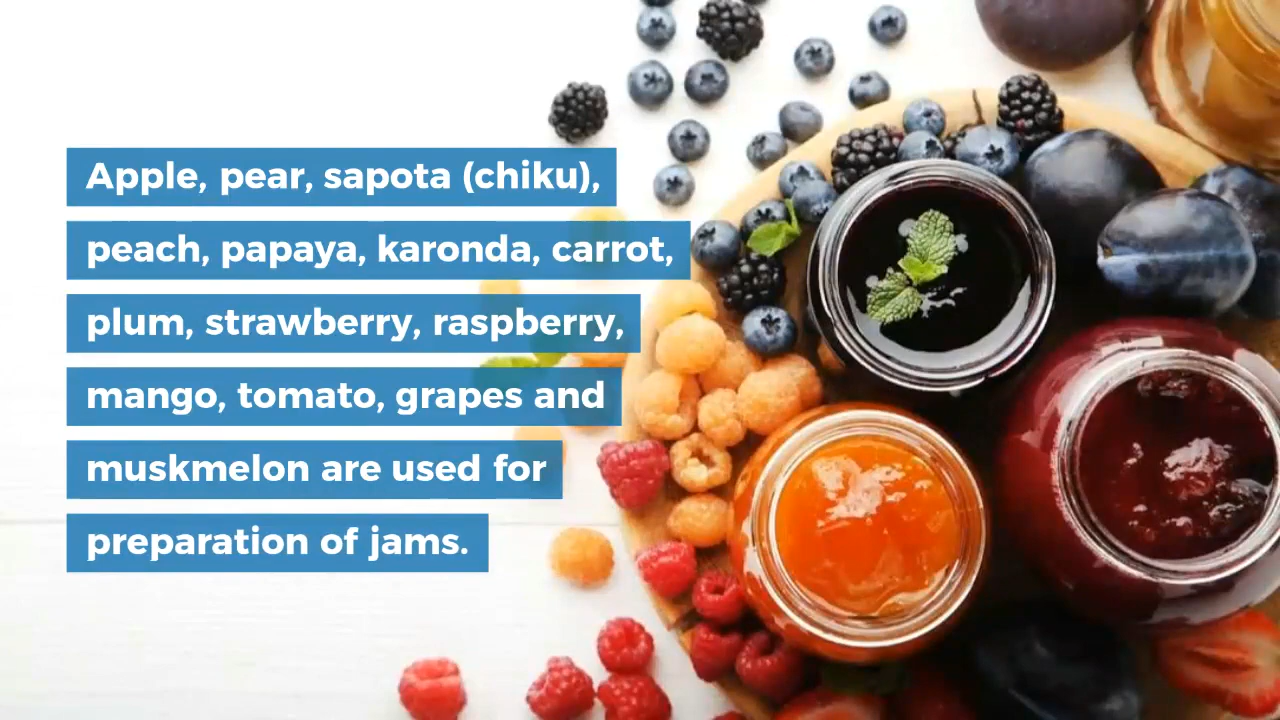 Apple, pear, sapota (chiku),
peach, papaya, karonda, carrot,
plum, strawberry, raspberry,
mango, tomato, grapes and
muskmelon are used for
preparation of jams.